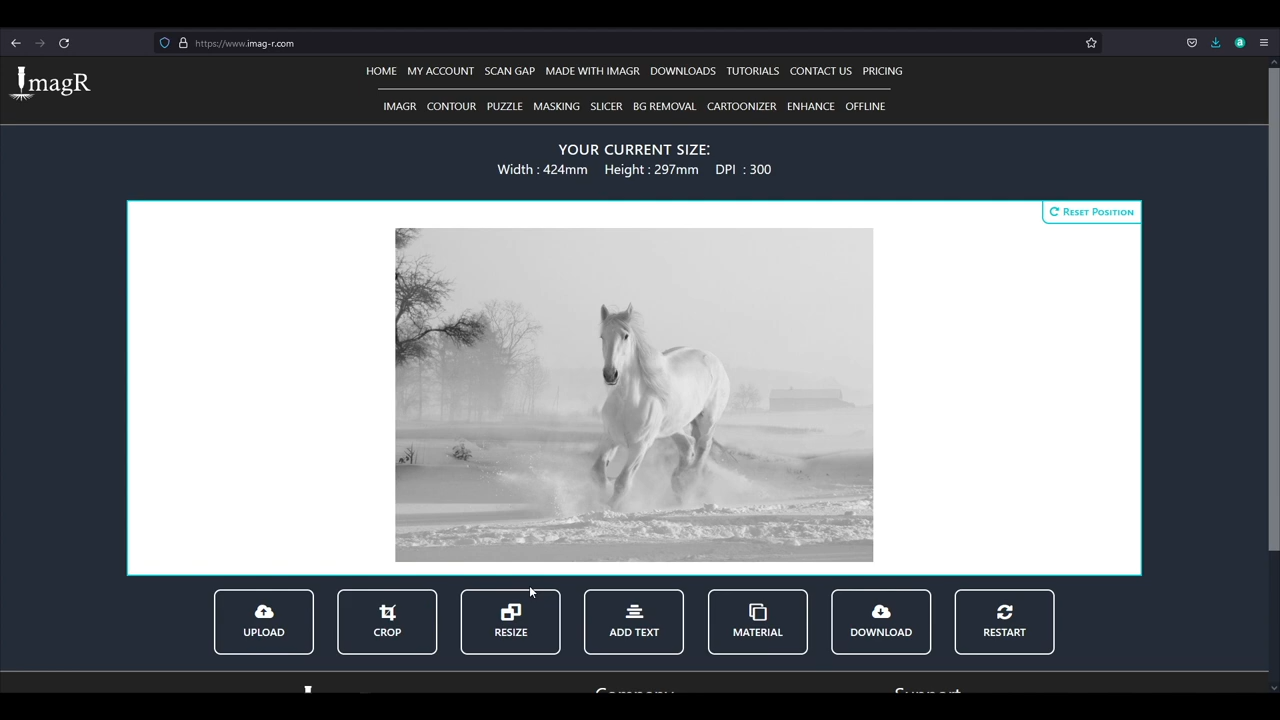 https://www.imag-r.com
ImagR
HOME MY ACCOUNT SCAN GAP MADE WITH IMAGR DOWNLOADS TUTORIALS CONTACT US PRICING
IMAGR CONTOUR PUZZLE MASKING SLICER BG REMOVAL CARTOONIZER ENHANCE OFFLINE
YOUR CURRENT SIZE:
Width : 424mm Height : 297mm DPI : 300
RESET POSITION
UPLOAD CROP RESIZE ADD TEXT MATERIAL DOWNLOAD RESTART
Company Support